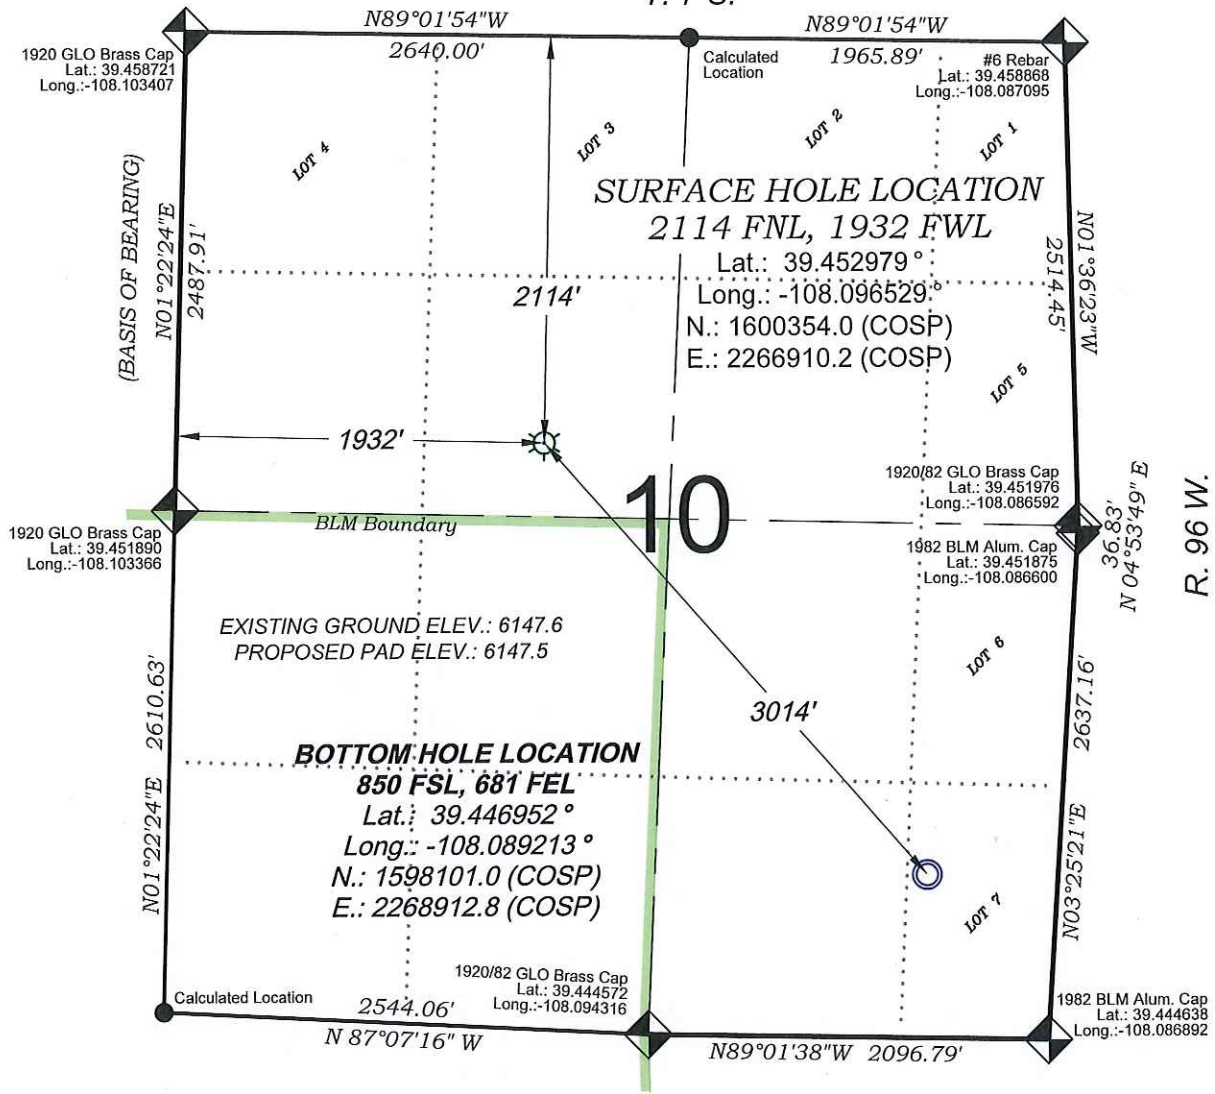 N89°01'54"W
2640.00'
N89°01'54"W
1965.89'
1920 GLO Brass Cap
Lat.: 39.458721
Long.:-108.103407
Calculated
Location
#6 Rebar
Lat.: 39.458868
Long.:-108.087095
LOT 4
LOT 3
LOT 2
LOT 1
SURFACE HOLE LOCATION
2114 FNL, 1932 FWL
Lat.: 39.452979°
Long.: -108.096529°
N.: 1600354.0 (COSP)
E.: 2266910.2 (COSP)
(BASIS OF BEARING)
N01°22'24"E
2487.91'
2114'
N01°36'23"W
2514.45'
LOT 5
1932'
10
1920/82 GLO Brass Cap
Lat.: 39.451976
Long.:-108.086592
BLM Boundary
1920 GLO Brass Cap
Lat.: 39.451890
Long.:-108.103366
1982 BLM Alum. Cap
Lat.: 39.451875
Long.:-108.086600
36.83'
N 04°53'49" E
R. 96 W.
EXISTING GROUND ELEV.: 6147.6
PROPOSED PAD ELEV.: 6147.5
LOT 6
N01°22'24"E
2610.63'
3014'
2637.16'
N03°25'21"E
BOTTOM HOLE LOCATION
850 FSL, 681 FEL
Lat.: 39.446952°
Long.: -108.089213°
N.: 1598101.0 (COSP)
E.: 2268912.8 (COSP)
LOT 7
1920/82 GLO Brass Cap
Lat.: 39.444572
Long.:-108.094316
Calculated Location
2544.06'
N 87°07'16" W
1982 BLM Alum. Cap
Lat.: 39.444638
Long.:-108.086892
N89°01'38"W 2096.79'